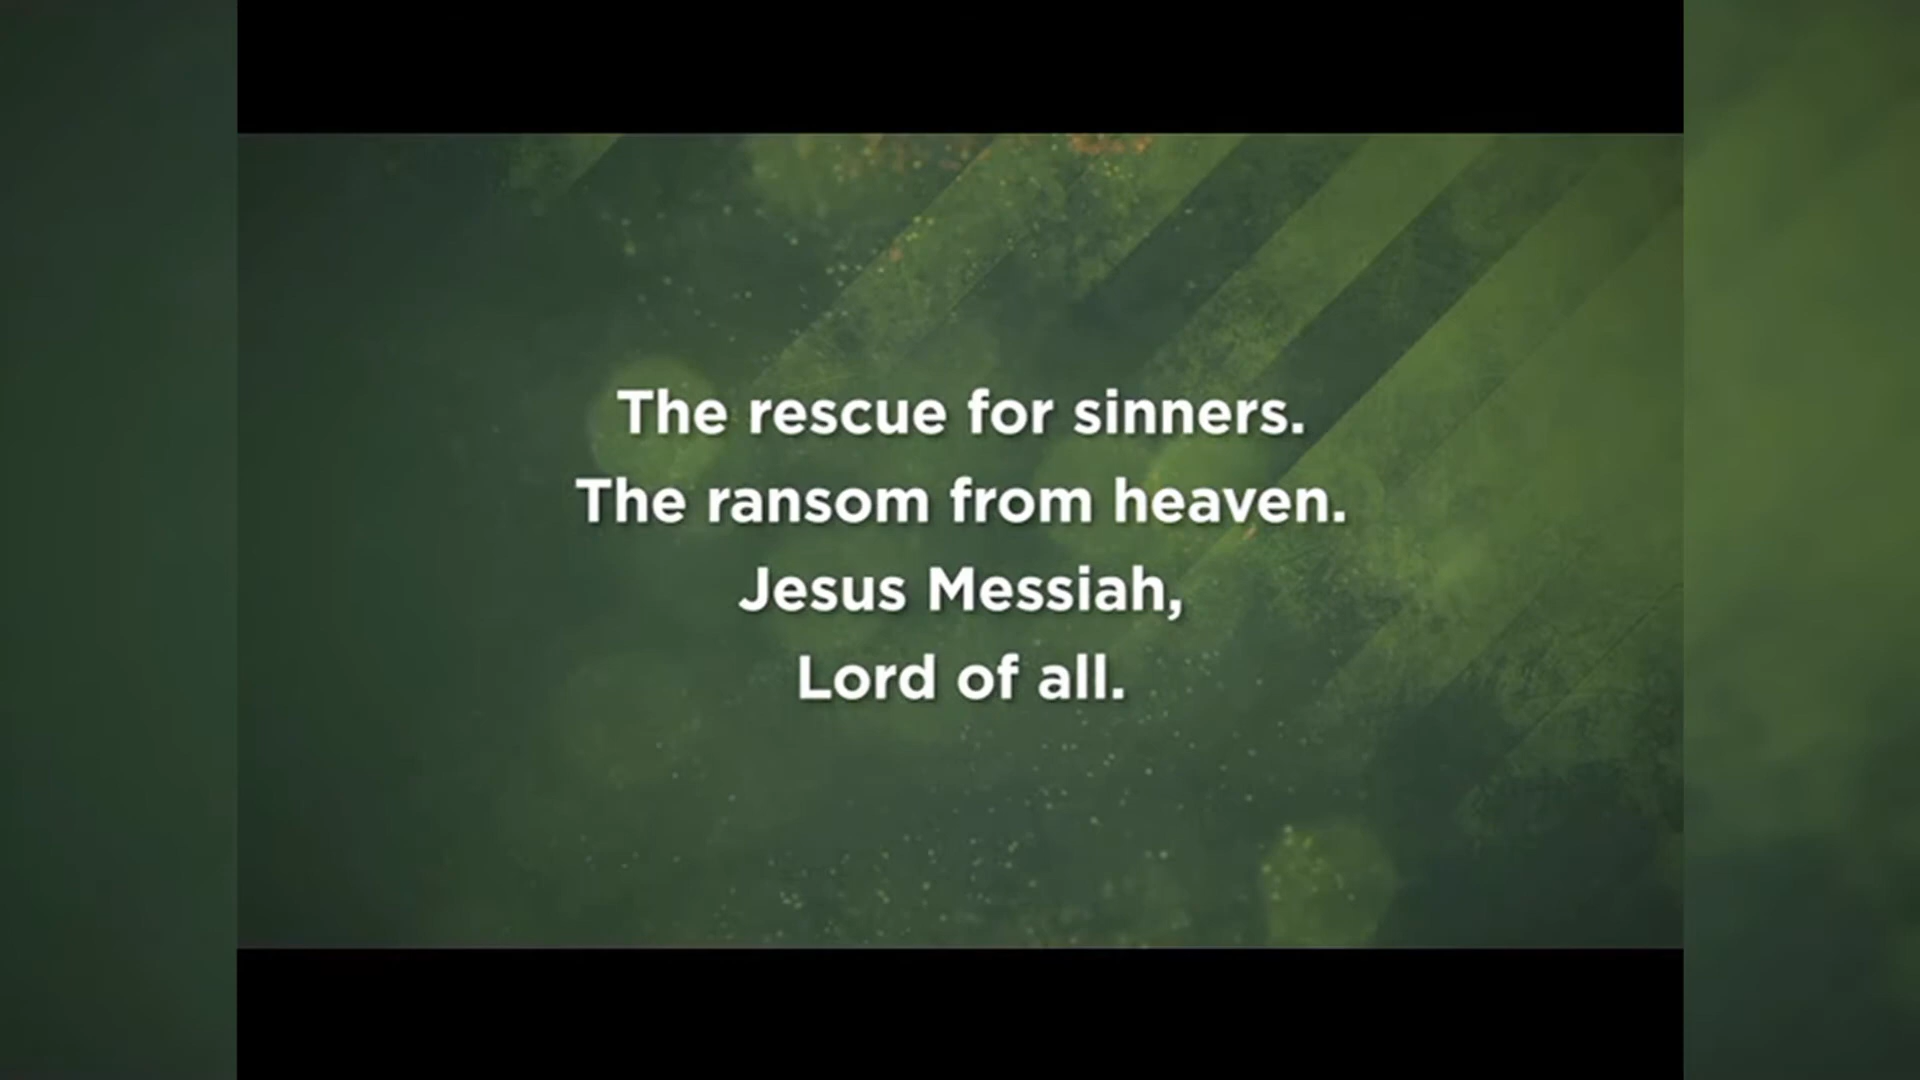 The rescue for sinners.
The ransom from heaven.
Jesus Messiah,
Lord of all.